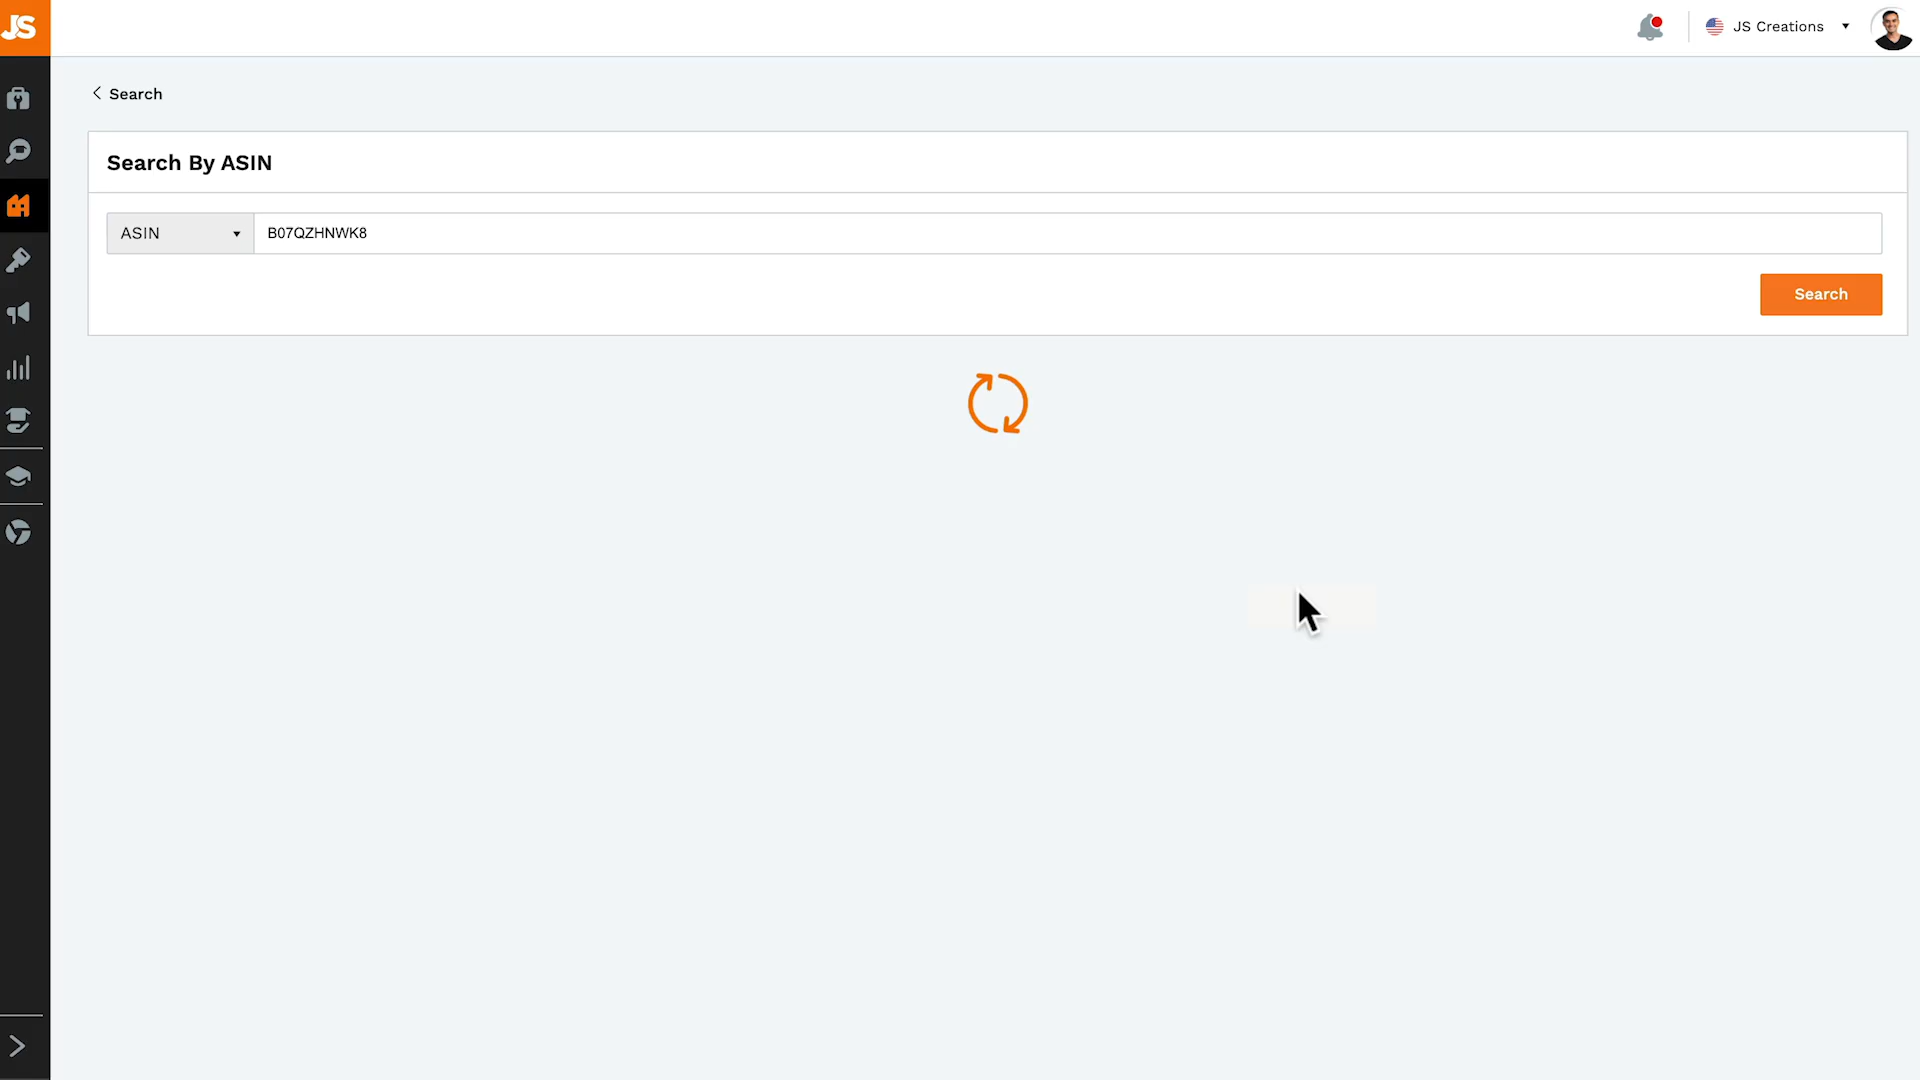 JS
JS Creations
Search
Search By ASIN
ASIN
B07QZHNWK8
Search